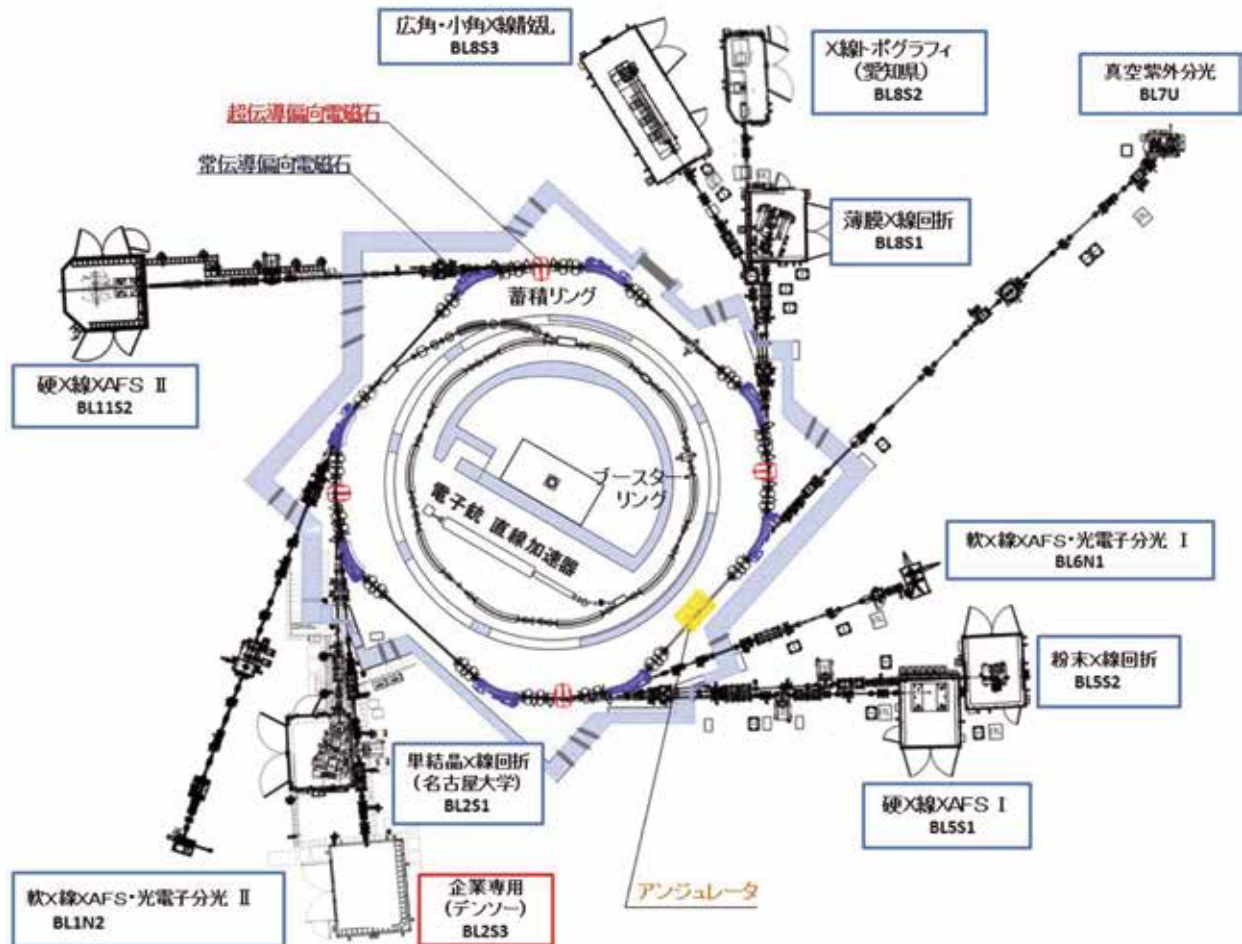 広角・小角X線散乱
BL8S3
X線トポグラフィ
(愛知県)
BL8S2
真空紫外分光
BL7U
超伝導偏向電磁石
常伝導偏向電磁石
薄膜X線回折
BL8S1
蓄積リング
硬X線XAFS Ⅱ
BL11S2
ブースター
リング
電子銃 直線加速器
軟X線XAFS・光電子分光 Ⅰ
BL6N1
粉末X線回折
BL5S2
単結晶X線回折
(名古屋大学)
BL2S1
硬X線XAFS Ⅰ
BL5S1
軟X線XAFS・光電子分光 Ⅱ
BL1N2
企業専用
(デンソー)
BL2S3
アンジュレータ